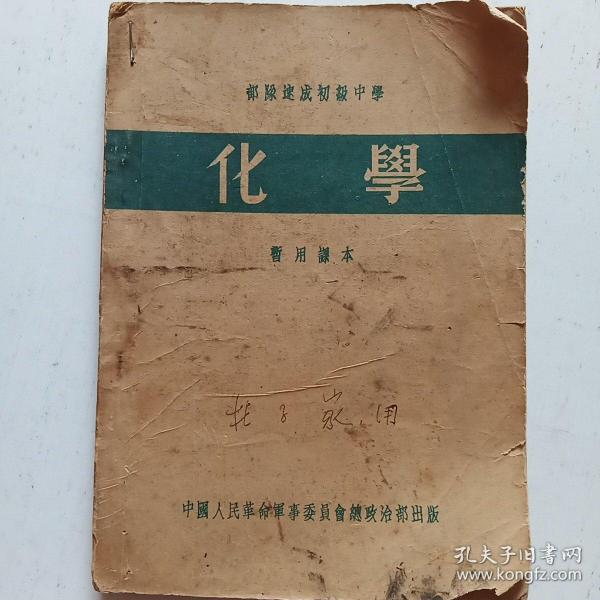 部隊速成初級中學
化學
暫用課本
子 用
中國人民革命軍事委員會總政治部出版
孔夫子旧书网
www.kongfz.com